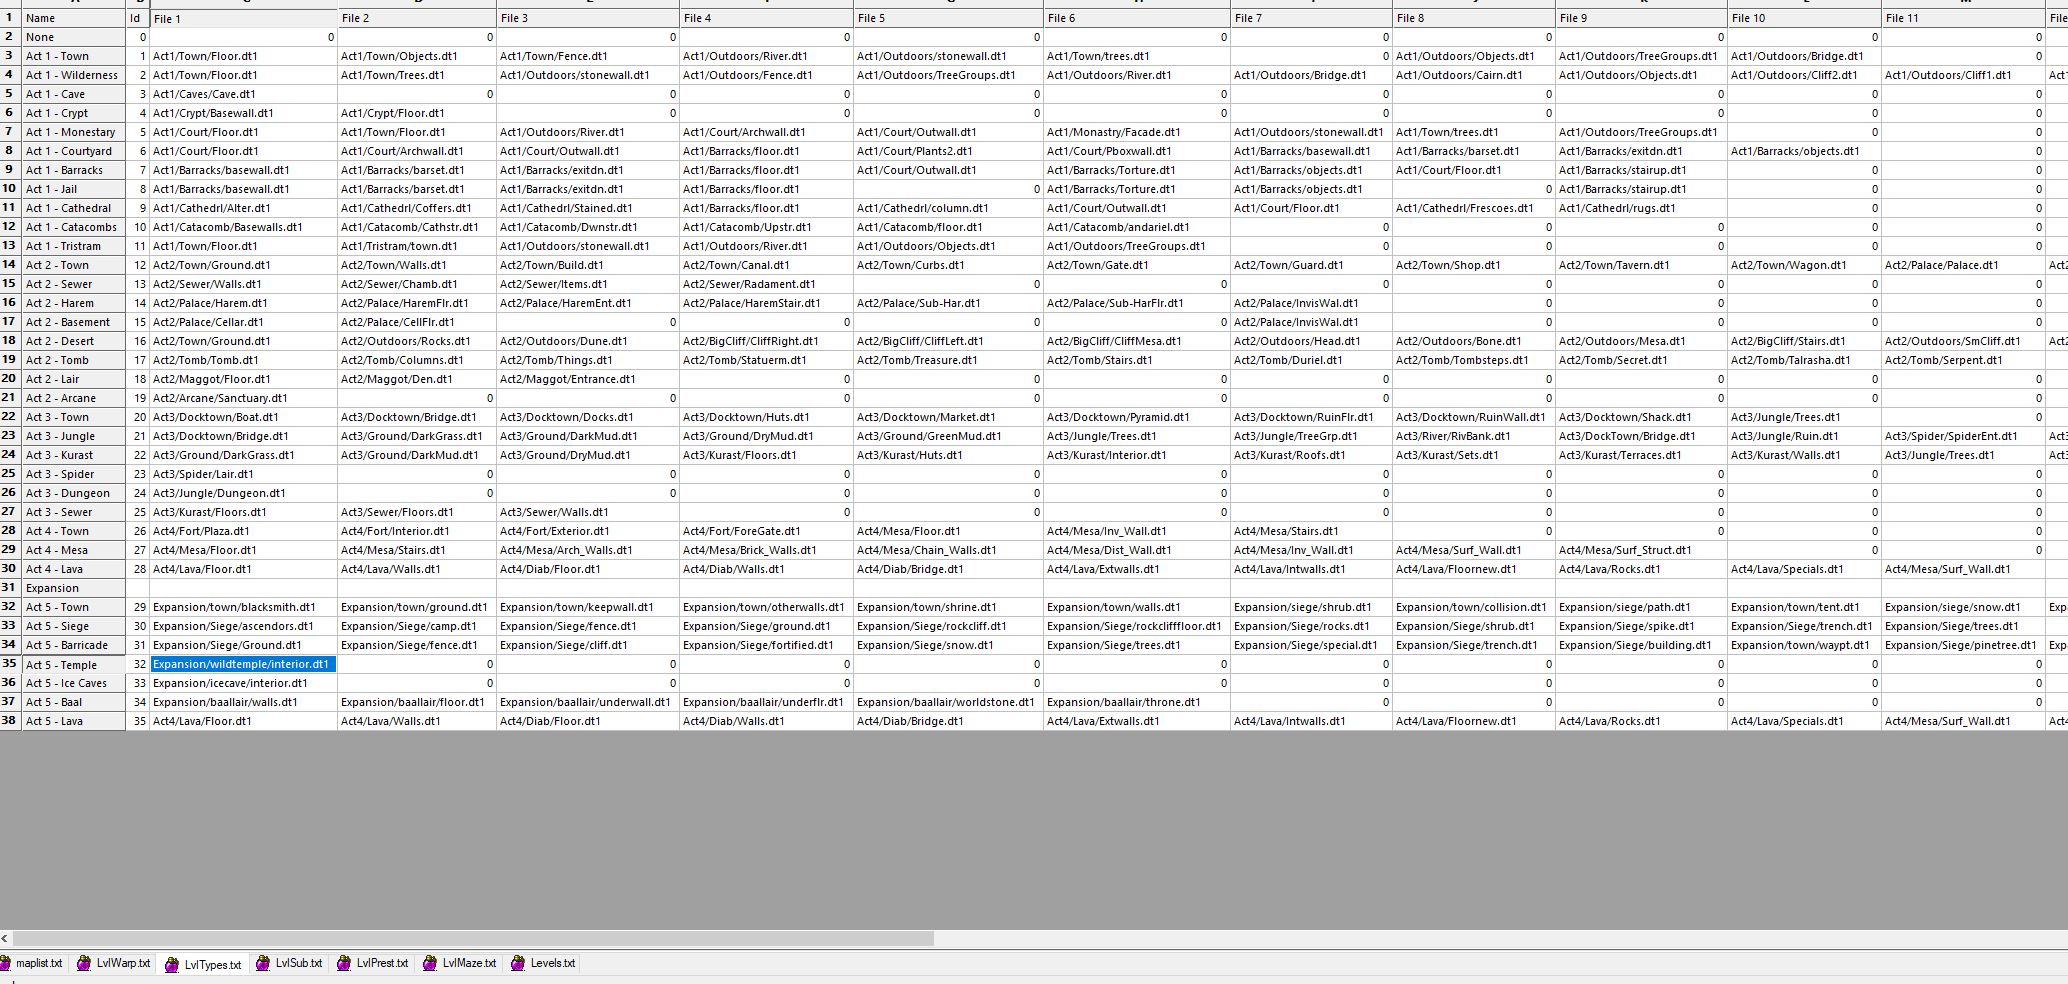 1 Name Id File 1 File 2 File 3 File 4 File 5 File 6 File 7 File 8 File 9 File 10 File 11 File
2 None 0 0 0 0 0 0 0 0 0 0 0 0
3 Act 1 - Town 1 Act1/Town/Floor.dt1 Act1/Town/Objects.dt1 Act1/Town/Fence.dt1 Act1/Outdoors/River.dt1 Act1/Outdoors/stonewall.dt1 Act1/Town/trees.dt1 0 Act1/Outdoors/Objects.dt1 Act1/Outdoors/TreeGroups.dt1 Act1/Outdoors/Bridge.dt1 0
4 Act 1 - Wilderness 2 Act1/Town/Floor.dt1 Act1/Town/Trees.dt1 Act1/Outdoors/stonewall.dt1 Act1/Outdoors/Fence.dt1 Act1/Outdoors/TreeGroups.dt1 Act1/Outdoors/River.dt1 Act1/Outdoors/Bridge.dt1 Act1/Outdoors/Cairn.dt1 Act1/Outdoors/Objects.dt1 Act1/Outdoors/Cliff2.dt1 Act1/Outdoors/Cliff1.dt1 Act1
5 Act 1 - Cave 3 Act1/Caves/Cave.dt1 0 0 0 0 0 0 0 0 0 0
6 Act 1 - Crypt 4 Act1/Crypt/Basewall.dt1 Act1/Crypt/Floor.dt1 0 0 0 0 0 0 0 0 0
7 Act 1 - Monestary 5 Act1/Court/Floor.dt1 Act1/Town/Floor.dt1 Act1/Outdoors/River.dt1 Act1/Court/Archwall.dt1 Act1/Court/Outwall.dt1 Act1/Monastry/Facade.dt1 Act1/Outdoors/stonewall.dt1 Act1/Town/trees.dt1 Act1/Outdoors/TreeGroups.dt1 0 0
8 Act 1 - Courtyard 6 Act1/Court/Floor.dt1 Act1/Court/Archwall.dt1 Act1/Court/Outwall.dt1 Act1/Barracks/floor.dt1 Act1/Court/Plants2.dt1 Act1/Court/Pboxwall.dt1 Act1/Barracks/basewall.dt1 Act1/Barracks/barset.dt1 Act1/Barracks/exitdn.dt1 Act1/Barracks/objects.dt1 0
9 Act 1 - Barracks 7 Act1/Barracks/basewall.dt1 Act1/Barracks/barset.dt1 Act1/Barracks/exitdn.dt1 Act1/Barracks/floor.dt1 Act1/Court/Outwall.dt1 Act1/Barracks/Torture.dt1 Act1/Barracks/objects.dt1 Act1/Court/Floor.dt1 Act1/Barracks/stairup.dt1 0 0
10 Act 1 - Jail 8 Act1/Barracks/basewall.dt1 Act1/Barracks/barset.dt1 Act1/Barracks/exitdn.dt1 Act1/Barracks/floor.dt1 0 Act1/Barracks/Torture.dt1 Act1/Barracks/objects.dt1 0 Act1/Barracks/stairup.dt1 0 0
11 Act 1 - Cathedral 9 Act1/Cathedrl/Alter.dt1 Act1/Cathedrl/Coffers.dt1 Act1/Cathedrl/Stained.dt1 Act1/Barracks/floor.dt1 Act1/Cathedrl/column.dt1 Act1/Court/Outwall.dt1 Act1/Court/Floor.dt1 Act1/Cathedrl/Frescoes.dt1 Act1/Cathedrl/rugs.dt1 0 0
12 Act 1 - Catacombs 10 Act1/Catacomb/Basewalls.dt1 Act1/Catacomb/Cathstr.dt1 Act1/Catacomb/Dwnstr.dt1 Act1/Catacomb/Upstr.dt1 Act1/Catacomb/floor.dt1 Act1/Catacomb/andariel.dt1 0 0 0 0 0
13 Act 1 - Tristram 11 Act1/Town/Floor.dt1 Act1/Tristram/town.dt1 Act1/Outdoors/stonewall.dt1 Act1/Outdoors/River.dt1 Act1/Outdoors/Objects.dt1 Act1/Outdoors/TreeGroups.dt1 0 0 0 0 0
14 Act 2 - Town 12 Act2/Town/Ground.dt1 Act2/Town/Walls.dt1 Act2/Town/Build.dt1 Act2/Town/Canal.dt1 Act2/Town/Curbs.dt1 Act2/Town/Gate.dt1 Act2/Town/Guard.dt1 Act2/Town/Shop.dt1 Act2/Town/Tavern.dt1 Act2/Town/Wagon.dt1 Act2/Palace/Palace.dt1 Act2
15 Act 2 - Sewer 13 Act2/Sewer/Walls.dt1 Act2/Sewer/Chamb.dt1 Act2/Sewer/Items.dt1 Act2/Sewer/Radament.dt1 0 0 0 0 0 0 0
16 Act 2 - Harem 14 Act2/Palace/Harem.dt1 Act2/Palace/HaremFlr.dt1 Act2/Palace/HaremEnt.dt1 Act2/Palace/HaremStair.dt1 Act2/Palace/Sub-Har.dt1 Act2/Palace/Sub-HarFlr.dt1 Act2/Palace/InvisWal.dt1 0 0 0 0
17 Act 2 - Basement 15 Act2/Palace/Cellar.dt1 Act2/Palace/CellFlr.dt1 0 0 0 0 Act2/Palace/InvisWal.dt1 0 0 0 0
18 Act 2 - Desert 16 Act2/Town/Ground.dt1 Act2/Outdoors/Rocks.dt1 Act2/Outdoors/Dune.dt1 Act2/BigCliff/CliffRight.dt1 Act2/BigCliff/CliffLeft.dt1 Act2/BigCliff/CliffMesa.dt1 Act2/Outdoors/Head.dt1 Act2/Outdoors/Bone.dt1 Act2/Outdoors/Mesa.dt1 Act2/BigCliff/Stairs.dt1 Act2/Outdoors/SmCliff.dt1 Act2
19 Act 2 - Tomb 17 Act2/Tomb/Tomb.dt1 Act2/Tomb/Columns.dt1 Act2/Tomb/Things.dt1 Act2/Tomb/Statuerm.dt1 Act2/Tomb/Treasure.dt1 Act2/Tomb/Stairs.dt1 Act2/Tomb/Duriel.dt1 Act2/Tomb/Tombsteps.dt1 Act2/Tomb/Secret.dt1 Act2/Tomb/Talrasha.dt1 Act2/Tomb/Serpent.dt1
20 Act 2 - Lair 18 Act2/Maggot/Floor.dt1 Act2/Maggot/Den.dt1 Act2/Maggot/Entrance.dt1 0 0 0 0 0 0 0 0
21 Act 2 - Arcane 19 Act2/Arcane/Sanctuary.dt1 0 0 0 0 0 0 0 0 0 0
22 Act 3 - Town 20 Act3/Docktown/Boat.dt1 Act3/Docktown/Bridge.dt1 Act3/Docktown/Docks.dt1 Act3/Docktown/Huts.dt1 Act3/Docktown/Market.dt1 Act3/Docktown/Pyramid.dt1 Act3/Docktown/RuinFlr.dt1 Act3/Docktown/RuinWall.dt1 Act3/Docktown/Shack.dt1 Act3/Jungle/Trees.dt1 0
23 Act 3 - Jungle 21 Act3/Docktown/Bridge.dt1 Act3/Ground/DarkGrass.dt1 Act3/Ground/DarkMud.dt1 Act3/Ground/DryMud.dt1 Act3/Ground/GreenMud.dt1 Act3/Jungle/Trees.dt1 Act3/Jungle/TreeGrp.dt1 Act3/River/RivBank.dt1 Act3/DockTown/Bridge.dt1 Act3/Jungle/Ruin.dt1 Act3/Spider/SpiderEnt.dt1 Act3
24 Act 3 - Kurast 22 Act3/Ground/DarkGrass.dt1 Act3/Ground/DarkMud.dt1 Act3/Ground/DryMud.dt1 Act3/Kurast/Floors.dt1 Act3/Kurast/Huts.dt1 Act3/Kurast/Interior.dt1 Act3/Kurast/Roofs.dt1 Act3/Kurast/Sets.dt1 Act3/Kurast/Terraces.dt1 Act3/Kurast/Walls.dt1 Act3/Jungle/Trees.dt1 Act3
25 Act 3 - Spider 23 Act3/Spider/Lair.dt1 0 0 0 0 0 0 0 0 0 0
26 Act 3 - Dungeon 24 Act3/Jungle/Dungeon.dt1 0 0 0 0 0 0 0 0 0 0
27 Act 3 - Sewer 25 Act3/Kurast/Floors.dt1 Act3/Sewer/Floors.dt1 Act3/Sewer/Walls.dt1 0 0 0 0 0 0 0 0
28 Act 4 - Town 26 Act4/Fort/Plaza.dt1 Act4/Fort/Interior.dt1 Act4/Fort/Exterior.dt1 Act4/Fort/ForeGate.dt1 Act4/Mesa/Floor.dt1 Act4/Mesa/Inv_Wall.dt1 Act4/Mesa/Stairs.dt1 0 0 0 0
29 Act 4 - Mesa 27 Act4/Mesa/Floor.dt1 Act4/Mesa/Stairs.dt1 Act4/Mesa/Arch_Walls.dt1 Act4/Mesa/Brick_Walls.dt1 Act4/Mesa/Chain_Walls.dt1 Act4/Mesa/Dist_Wall.dt1 Act4/Mesa/Inv_Wall.dt1 Act4/Mesa/Surf_Wall.dt1 Act4/Mesa/Surf_Struct.dt1 0 0
30 Act 4 - Lava 28 Act4/Lava/Floor.dt1 Act4/Lava/Walls.dt1 Act4/Diab/Floor.dt1 Act4/Diab/Walls.dt1 Act4/Diab/Bridge.dt1 Act4/Lava/Extwalls.dt1 Act4/Lava/Intwalls.dt1 Act4/Lava/Floornew.dt1 Act4/Lava/Rocks.dt1 Act4/Lava/Specials.dt1 Act4/Mesa/Surf_Wall.dt1
31 Expansion
32 Act 5 - Town 29 Expansion/town/blacksmith.dt1 Expansion/town/ground.dt1 Expansion/town/keepwall.dt1 Expansion/town/otherwalls.dt1 Expansion/town/shrine.dt1 Expansion/town/walls.dt1 Expansion/siege/shrub.dt1 Expansion/town/collision.dt1 Expansion/siege/path.dt1 Expansion/town/tent.dt1 Expansion/siege/snow.dt1 Exp
33 Act 5 - Siege 30 Expansion/Siege/ascendors.dt1 Expansion/Siege/camp.dt1 Expansion/Siege/fence.dt1 Expansion/Siege/ground.dt1 Expansion/Siege/rockcliff.dt1 Expansion/Siege/rockclifffloor.dt1 Expansion/Siege/rocks.dt1 Expansion/Siege/shrub.dt1 Expansion/Siege/spike.dt1 Expansion/Siege/trench.dt1 Expansion/Siege/trees.dt1 Exp
34 Act 5 - Barricade 31 Expansion/Siege/Ground.dt1 Expansion/Siege/fence.dt1 Expansion/Siege/cliff.dt1 Expansion/Siege/fortified.dt1 Expansion/Siege/snow.dt1 Expansion/Siege/trees.dt1 Expansion/Siege/special.dt1 Expansion/Siege/trench.dt1 Expansion/Siege/building.dt1 Expansion/town/waypt.dt1 Expansion/Siege/pinetree.dt1 Exp
35 Act 5 - Temple 32 Expansion/wildtemple/interior.dt1 0 0 0 0 0 0 0 0 0 0
36 Act 5 - Ice Caves 33 Expansion/icecave/interior.dt1 0 0 0 0 0 0 0 0 0 0
37 Act 5 - Baal 34 Expansion/baallair/walls.dt1 Expansion/baallair/floor.dt1 Expansion/baallair/underwall.dt1 Expansion/baallair/underflr.dt1 Expansion/baallair/worldstone.dt1 Expansion/baallair/throne.dt1 0 0 0 0 0
38 Act 5 - Lava 35 Act4/Lava/Floor.dt1 Act4/Lava/Walls.dt1 Act4/Diab/Floor.dt1 Act4/Diab/Walls.dt1 Act4/Diab/Bridge.dt1 Act4/Lava/Extwalls.dt1 Act4/Lava/Intwalls.dt1 Act4/Lava/Floornew.dt1 Act4/Lava/Rocks.dt1 Act4/Lava/Specials.dt1 Act4/Mesa/Surf_Wall.dt1 Act4
maplist.txt LvlWarp.txt LvlTypes.txt LvlSub.txt LvlPrest.txt LvlMaze.txt Levels.txt